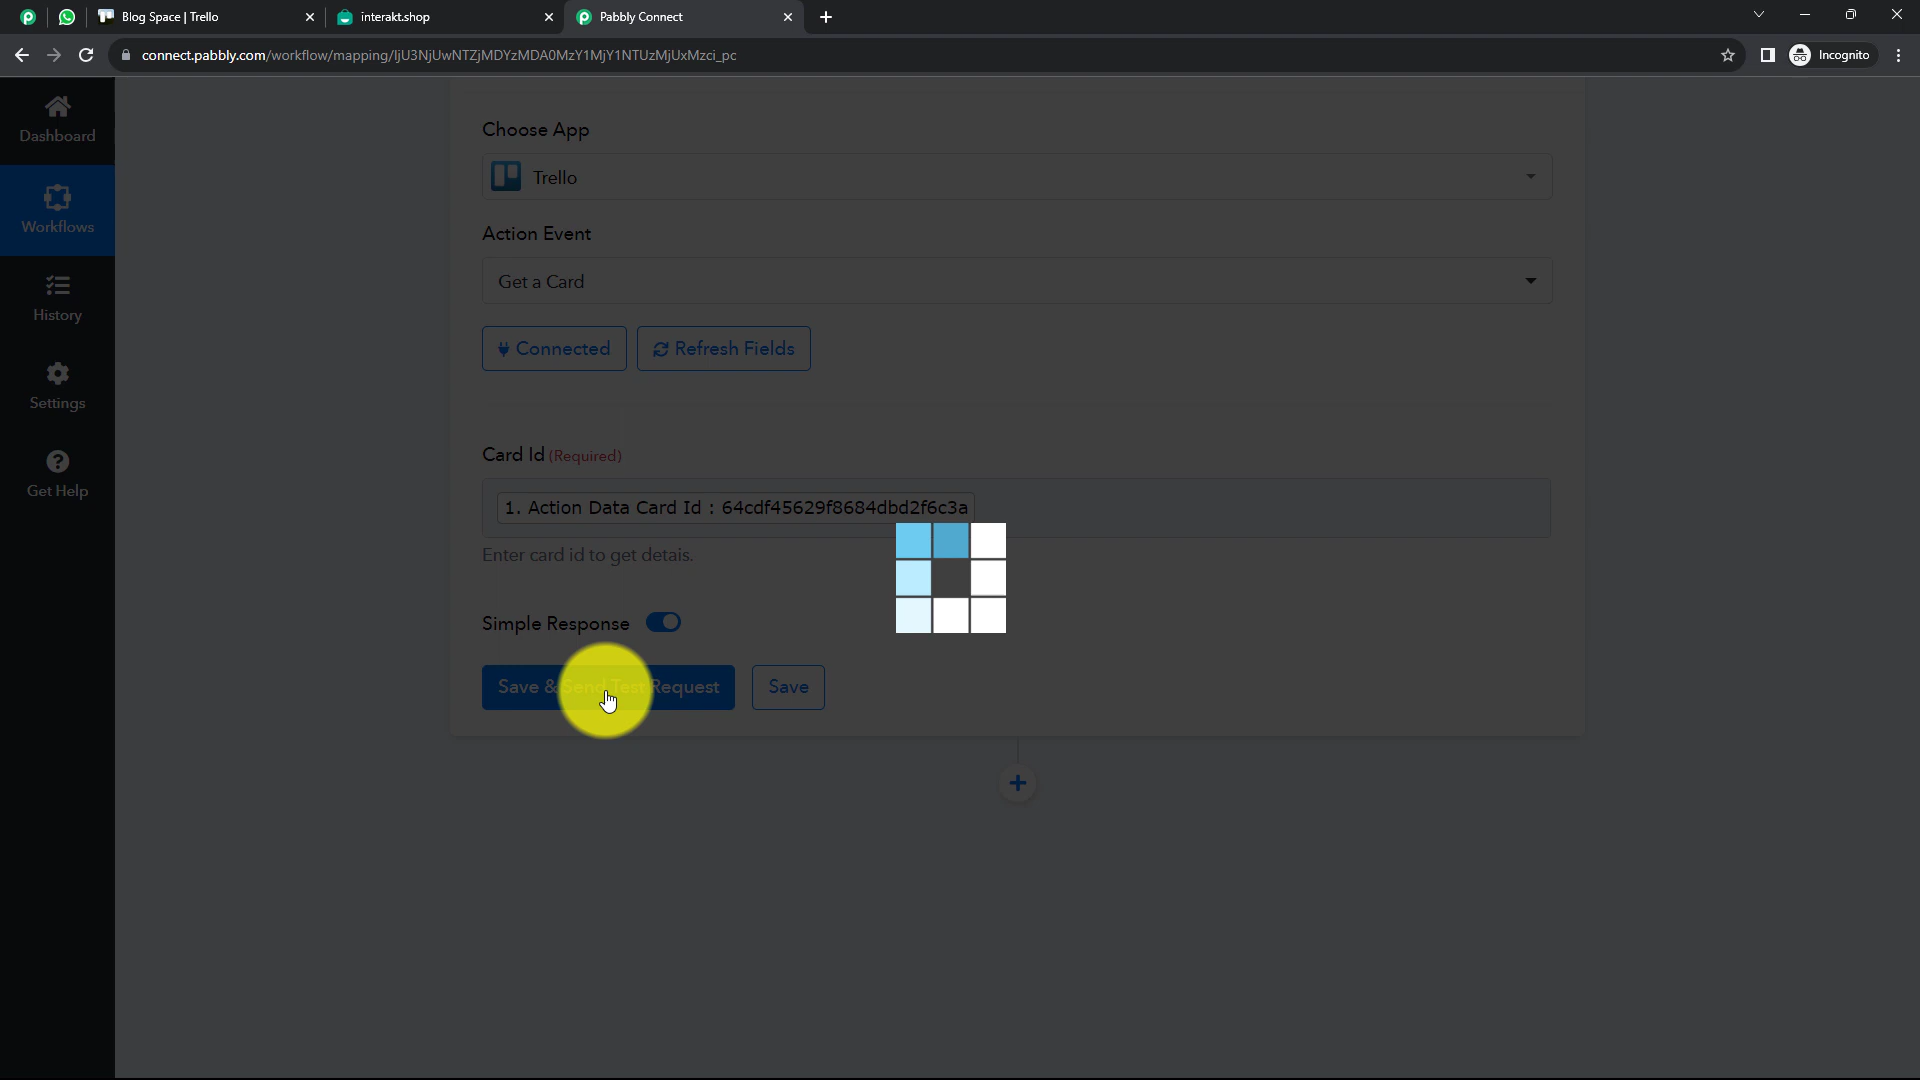 Blog Space | Trello
interakt.shop
Pabbly Connect
connect.pabbly.com/workflow/mapping/IjU3NjUwNTZjMDYzMDA0MzY1MjY1NTUzMjUxMzci_pc
Incognito
Dashboard
Workflows
History
Settings
Get Help
Choose App
Trello
Action Event
Get a Card
Connected
Refresh Fields
Card Id (Required)
1. Action Data Card Id : 64cdf45629f8684dbd2f6c3a
Enter card id to get detais.
Simple Response
Save & Send Test Request
Save